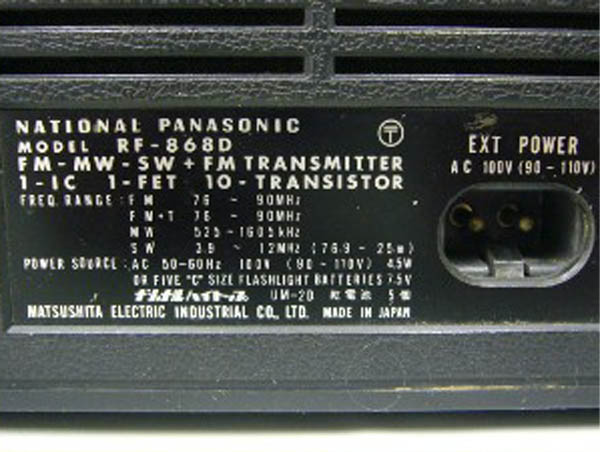 NATIONAL PANASONIC
MODEL RF-868D
FM-MW-SW+FM TRANSMITTER
1-IC 1-FET 10-TRANSISTOR
FREQ. RANGE: FM 76 ~ 90MHz
FM・T 76 ~ 90MHz
MW 525-1605kHz
SW 3.9 ~ 12MHz (76.9 - 25m)
POWER SOURCE: AC 50-60Hz 100V (90 ~ 110V) 4.5W
OR FIVE "C" SIZE FLASHLIGHT BATTERIES 7.5V
ナショナルハイトップ UM-2D 乾電池 5個
MATSUSHITA ELECTRIC INDUSTRIAL CO., LTD. MADE IN JAPAN
〒
EXT POWER
AC 100V (90 ~ 110V)